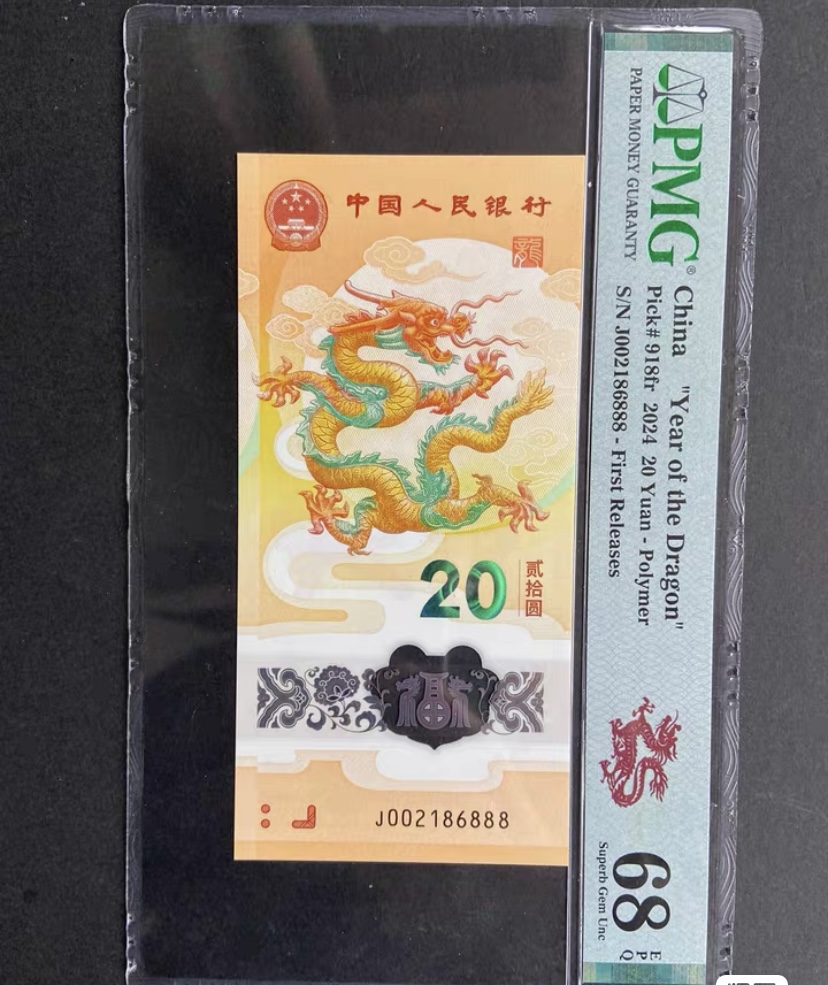 中国人民银行
龍
20
贰拾圆
J002186888
PMG®
PAPER MONEY GUARANTY
China "Year of the Dragon"
Pick# 918fr 2024 20 Yuan - Polymer
S/N J002186888 - First Releases
68
EPQ
Superb Gem Unc